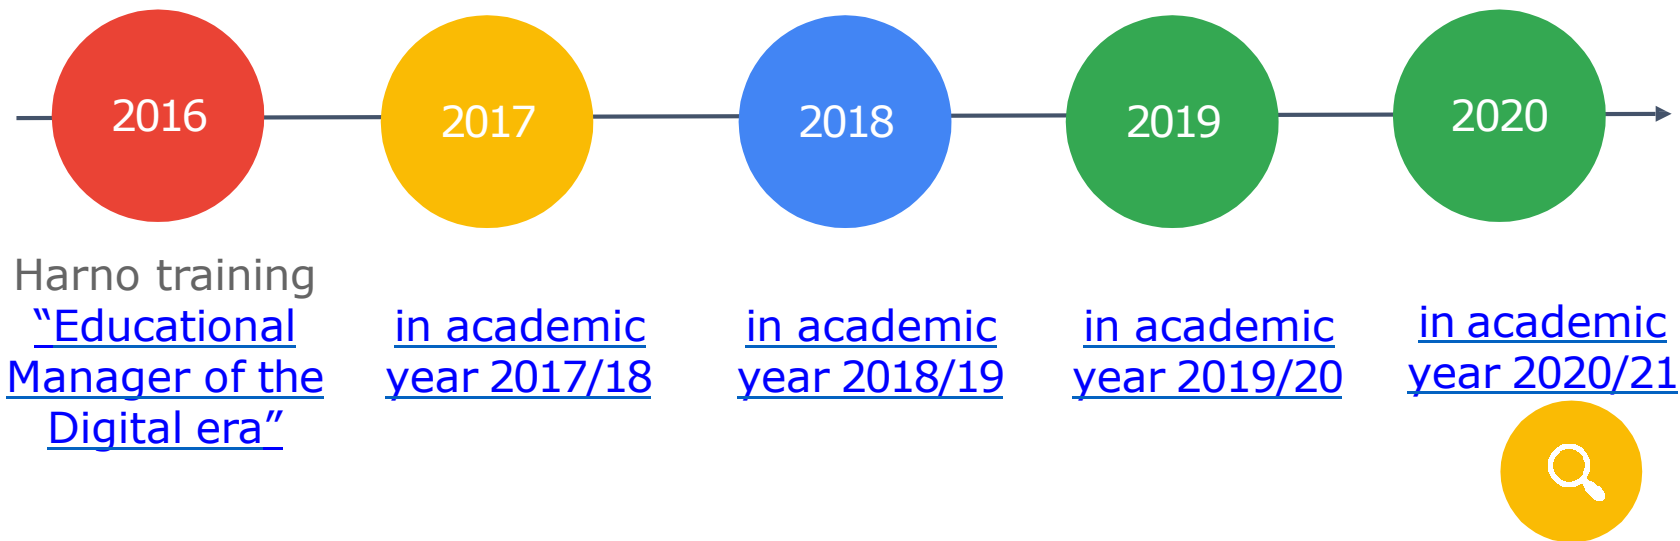 2016
2017
2018
2019
2020
Harno training
“Educational
Manager of the
Digital era”
in academic
year 2017/18
in academic
year 2018/19
in academic
year 2019/20
in academic
year 2020/21